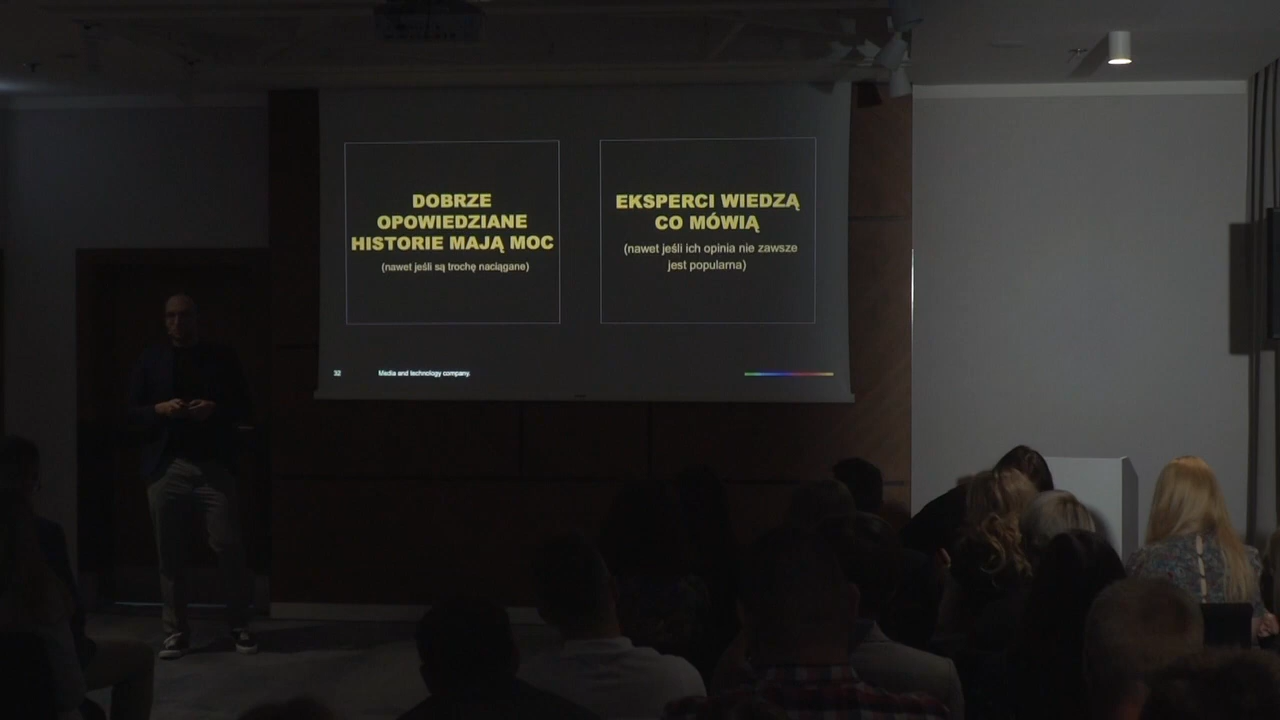 DOBRZE
OPOWIEDZIANE
HISTORIE MAJĄ MOC
(nawet jeśli są trochę naciągane)
EKSPERCI WIEDZĄ
CO MÓWIĄ
(nawet jeśli ich opinia nie zawsze
jest popularna)
32
Media and technology company.